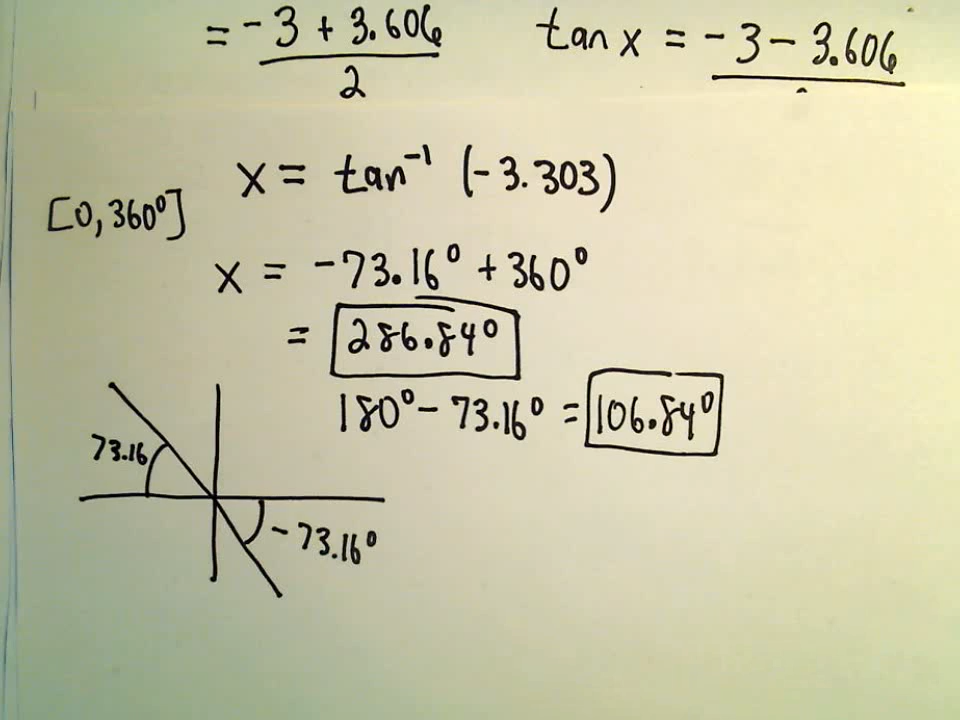 = -3 + 3.606 / 2
tan x = -3 - 3.606
x = tan⁻¹ (-3.303)
[0, 360°]
x = -73.16° + 360°
= 286.84°
180° - 73.16° = 106.84°
73.16
-73.16°